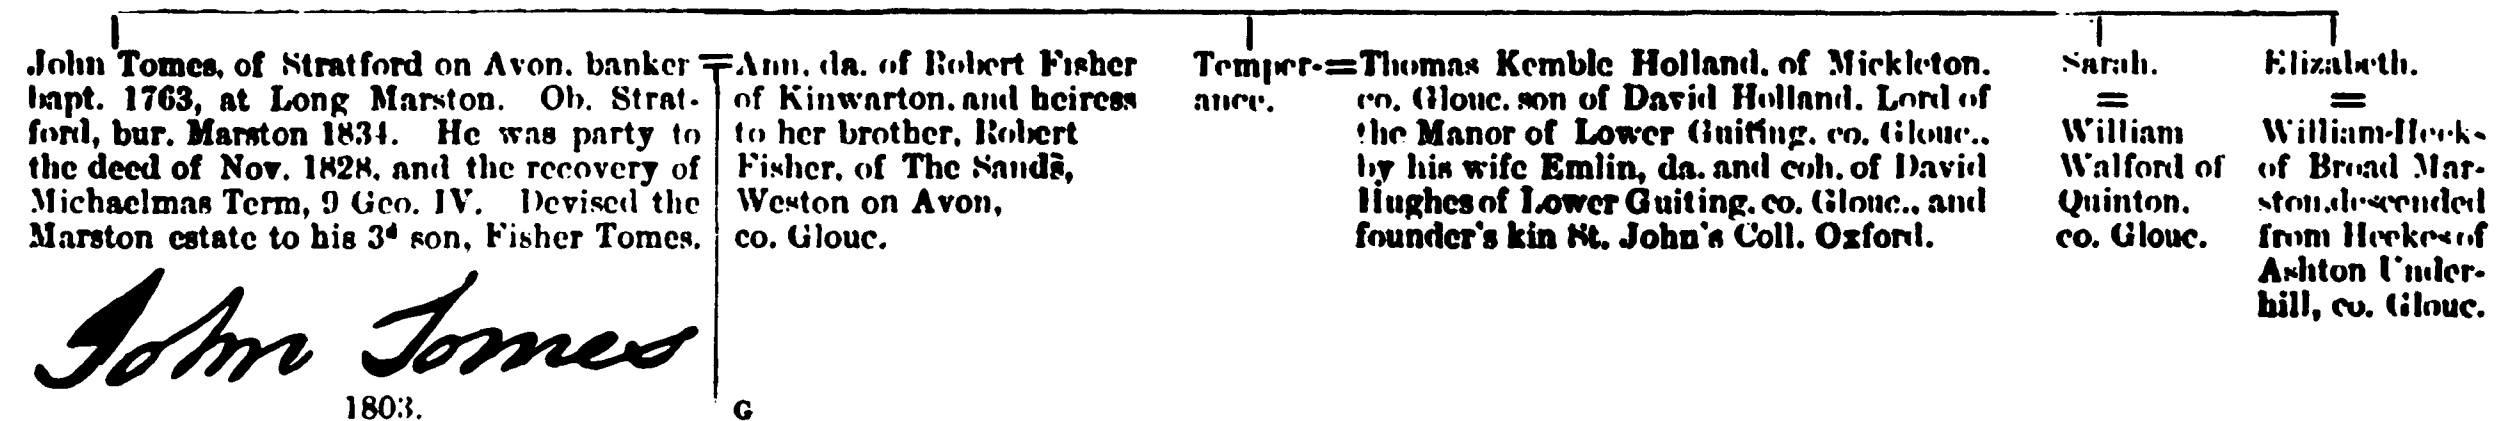 John Tomes, of Stratford on Avon, banker
bapt. 1763, at Long Marston. Ob. Strat-
ford, bur. Marston 1834. He was party to
the deed of Nov. 1828, and the recovery of
Michaelmas Term, 9 Geo. IV. Devised the
Marston estate to his 3d son, Fisher Tomes.
John Tomes
1803.
=
Ann, da. of Robert Fisher
of Kinwarton, and heiress
to her brother, Robert
Fisher, of The Sands,
Weston on Avon,
co. Glouc.
G
Temper-
ance.
=
Thomas Kemble Holland, of Mickleton,
co. Glouc. son of David Holland, Lord of
the Manor of Lower Guiting, co. Glouc.,
by his wife Emlin, da. and coh. of David
Hughes of Lower Guiting, co. Glouc., and
founder's kin St. John's Coll. Oxford.
Sarah.
=
William
Walford of
Quinton,
co. Glouc.
Elizabeth.
=
William Heek-
of Broad Mar-
ston, descended
from Heekes of
Ashton Under-
hill, co. Glouc.